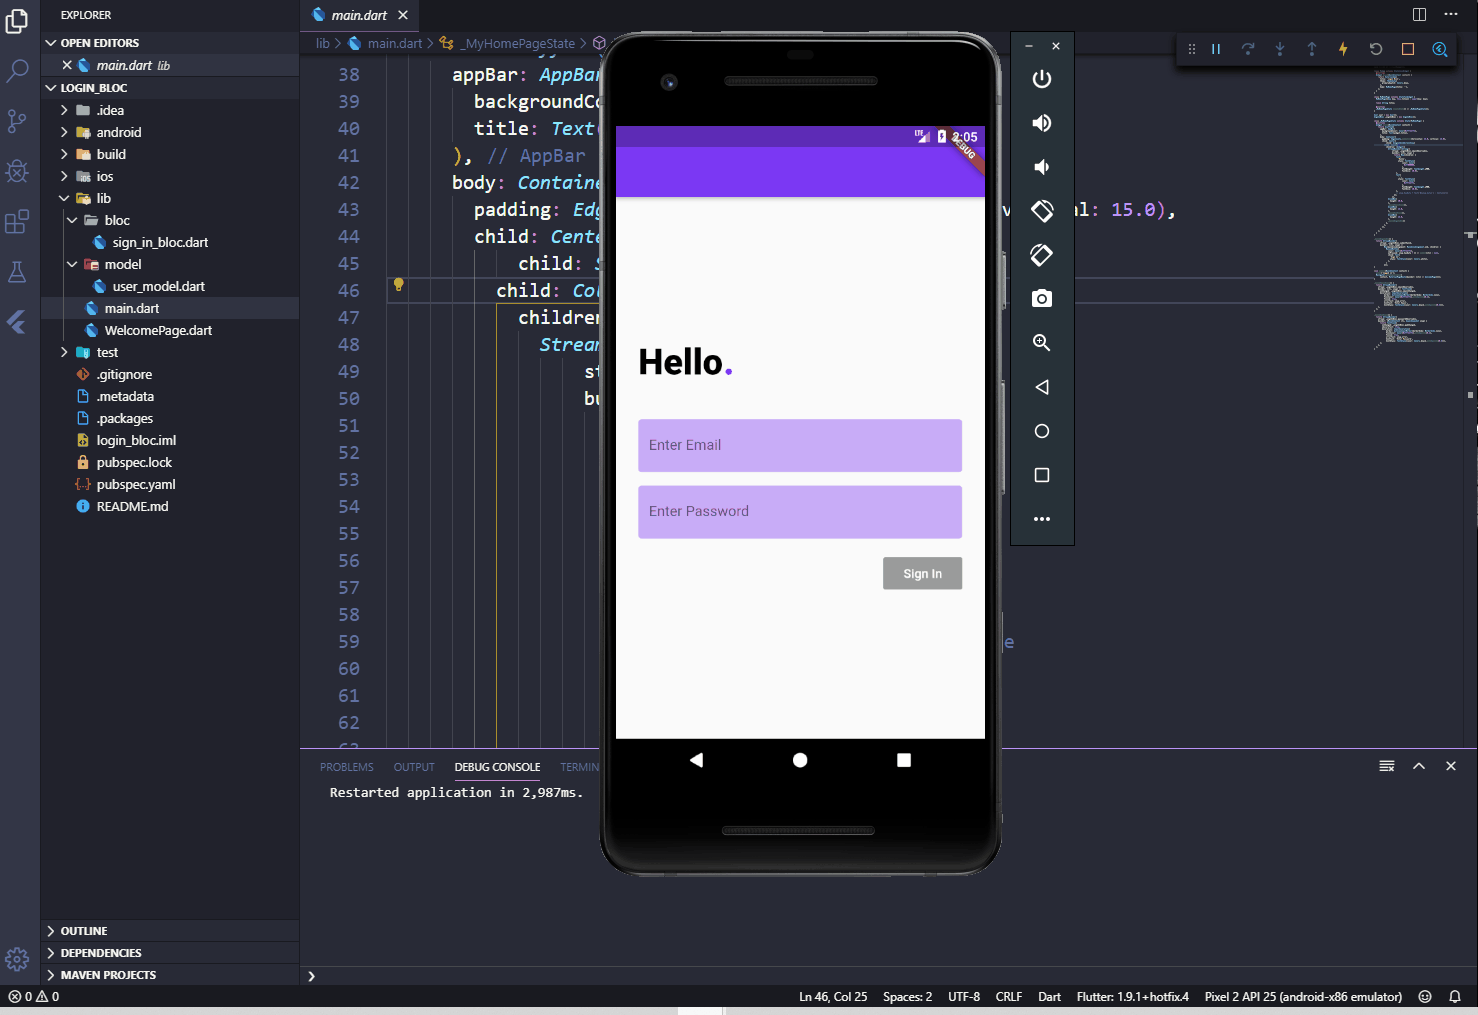 EXPLORER
OPEN EDITORS
main.dart lib
LOGIN_BLOC
.idea
android
build
ios
lib
bloc
sign_in_bloc.dart
model
user_model.dart
main.dart
WelcomePage.dart
test
.gitignore
.metadata
.packages
login_bloc.iml
pubspec.lock
pubspec.yaml
README.md
OUTLINE
DEPENDENCIES
MAVEN PROJECTS
main.dart
lib > main.dart > _MyHomePageState >
38 appBar: AppBar
39 backgroundCo
40 title: Text
41 ), // AppBar
42 body: Containe
43 padding: Edg l: 15.0),
44 child: Cente
45 child: S
46 child: Col
47 children
48 Stream
49 st
50 bu
51
52
53
54
55
56
57
58
59 e
60
61
62
LTE 2:05
DEBUG
Hello.
Enter Email
Enter Password
Sign In
PROBLEMS OUTPUT DEBUG CONSOLE TERMIN
Restarted application in 2,987ms.
0 0 Ln 46, Col 25 Spaces: 2 UTF-8 CRLF Dart Flutter: 1.9.1+hotfix.4 Pixel 2 API 25 (android-x86 emulator)